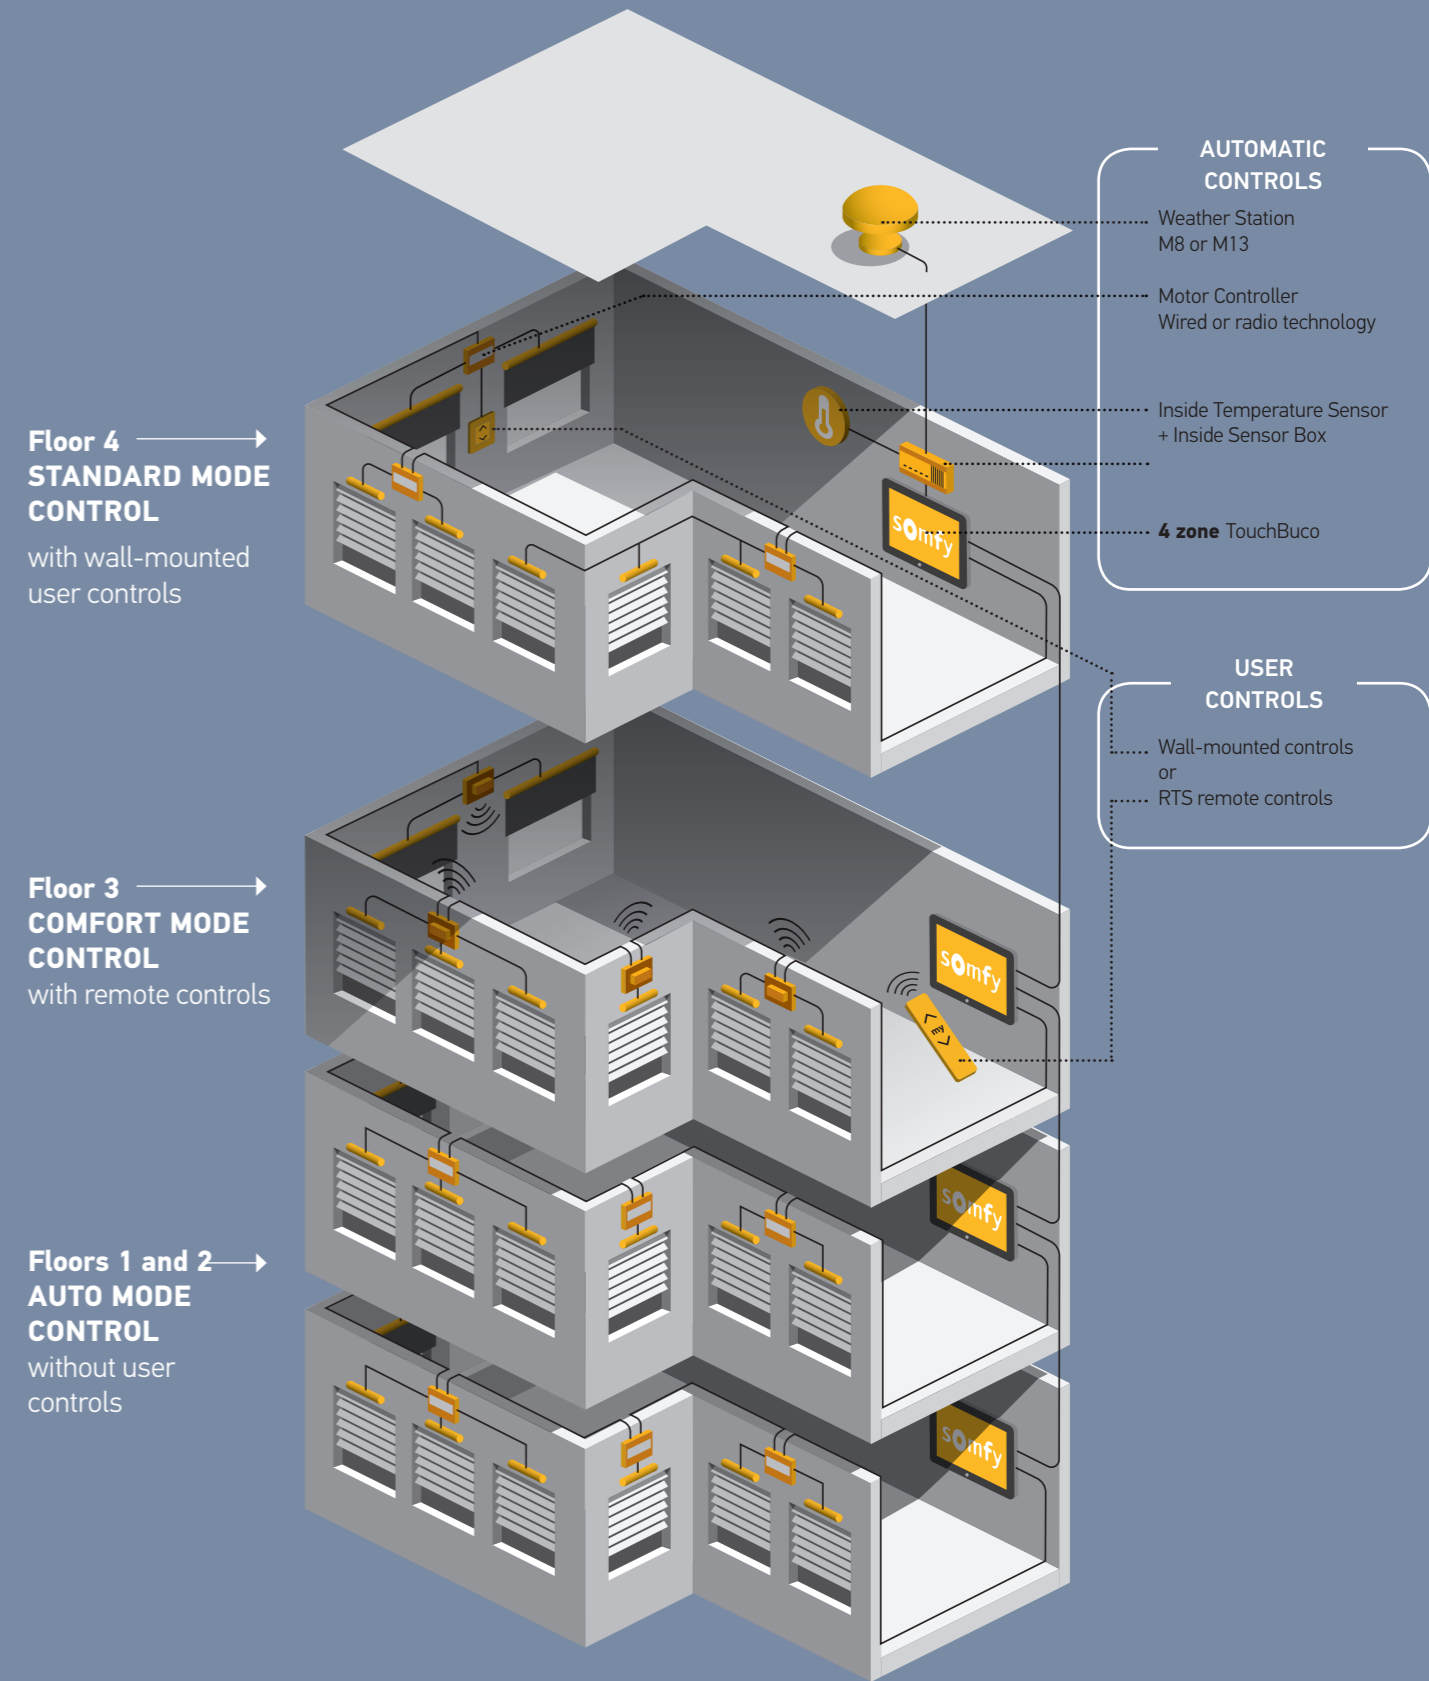 AUTOMATIC
CONTROLS
Weather Station
M8 or M13
Motor Controller
Wired or radio technology
Inside Temperature Sensor
+ Inside Sensor Box
4 zone TouchBuco
Floor 4
STANDARD MODE
CONTROL
with wall-mounted
user controls
somfy
USER
CONTROLS
Wall-mounted controls
or
RTS remote controls
Floor 3
COMFORT MODE
CONTROL
with remote controls
somfy
my
somfy
Floors 1 and 2
AUTO MODE
CONTROL
without user
controls
somfy